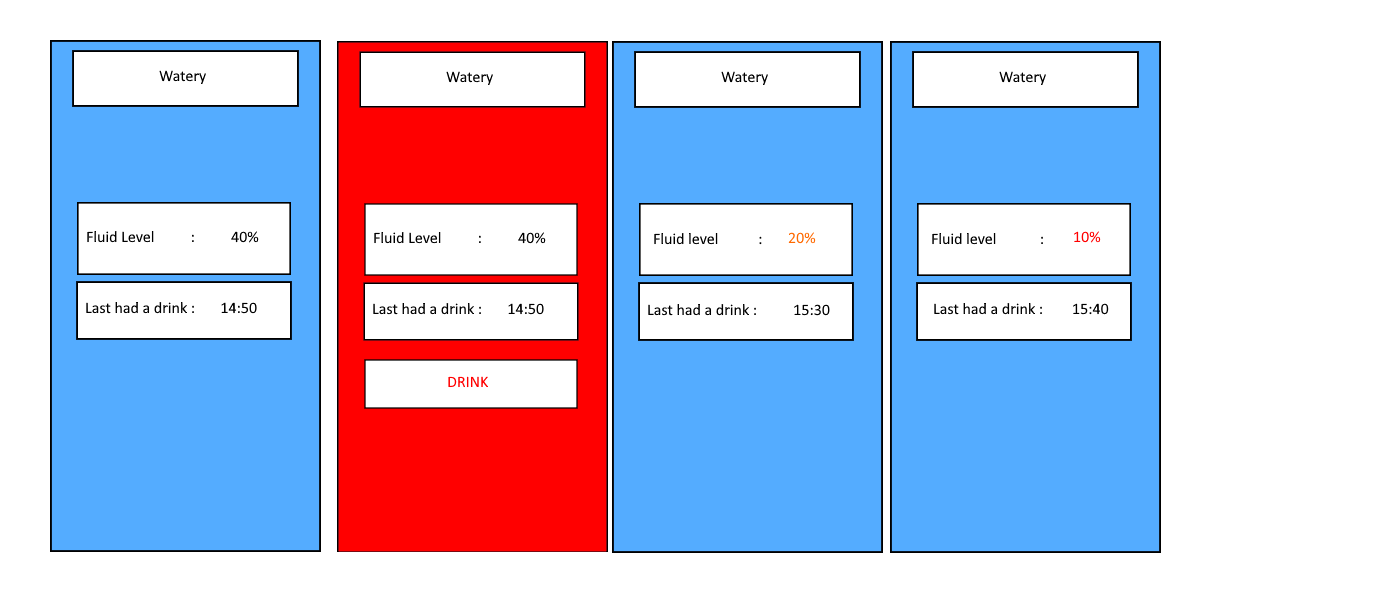 Watery
Fluid Level : 40%
Last had a drink : 14:50
Watery
Fluid Level : 40%
Last had a drink : 14:50
DRINK
Watery
Fluid level : 20%
Last had a drink : 15:30
Watery
Fluid level : 10%
Last had a drink : 15:40